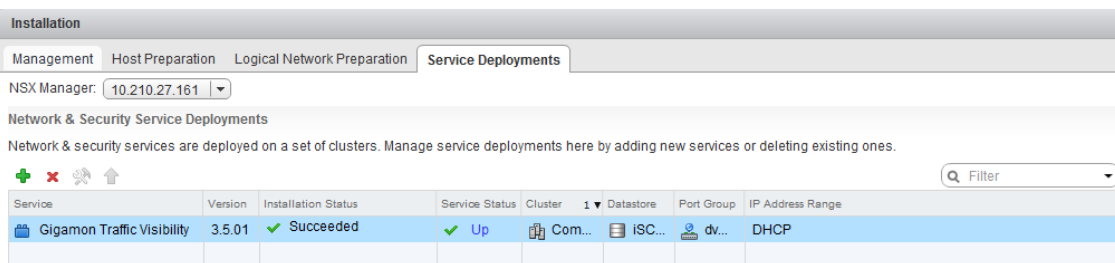 Installation
Management Host Preparation Logical Network Preparation Service Deployments
NSX Manager: 10.210.27.161
Network & Security Service Deployments
Network & security services are deployed on a set of clusters. Manage service deployments here by adding new services or deleting existing ones.
Filter
Service Version Installation Status Service Status Cluster 1 Datastore Port Group IP Address Range
Gigamon Traffic Visibility 3.5.01 Succeeded Up Com... iSC... dv... DHCP